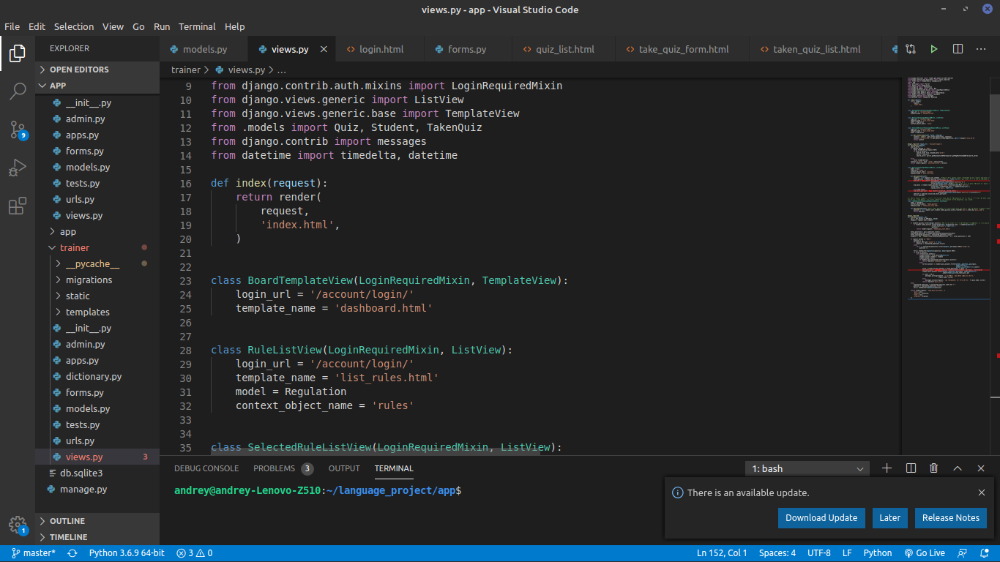 views.py - app - Visual Studio Code
File Edit Selection View Go Run Terminal Help
EXPLORER
OPEN EDITORS
APP
__init__.py
admin.py
apps.py
forms.py
models.py
tests.py
urls.py
views.py
app
trainer
__pycache__
migrations
static
templates
__init__.py
admin.py
apps.py
dictionary.py
forms.py
models.py
tests.py
urls.py
views.py 3
db.sqlite3
manage.py
OUTLINE
TIMELINE
9
1
models.py views.py login.html forms.py quiz_list.html take_quiz_form.html taken_quiz_list.html
trainer > views.py > ...
9 from django.contrib.auth.mixins import LoginRequiredMixin
10 from django.views.generic import ListView
11 from django.views.generic.base import TemplateView
12 from .models import Quiz, Student, TakenQuiz
13 from django.contrib import messages
14 from datetime import timedelta, datetime
15
16 def index(request):
17     return render(
18         request,
19         'index.html',
20     )
21
22
23 class BoardTemplateView(LoginRequiredMixin, TemplateView):
24     login_url = '/account/login/'
25     template_name = 'dashboard.html'
26
27
28 class RuleListView(LoginRequiredMixin, ListView):
29     login_url = '/account/login/'
30     template_name = 'list_rules.html'
31     model = Regulation
32     context_object_name = 'rules'
33
34
35 class SelectedRuleListView(LoginRequiredMixin, ListView):
DEBUG CONSOLE PROBLEMS 3 OUTPUT TERMINAL 1: bash
andrey@andrey-Lenovo-Z510:~/language_project/app$
There is an available update.
Download Update Later Release Notes
master* Python 3.6.9 64-bit 3 0 Ln 152, Col 1 Spaces: 4 UTF-8 LF Python Go Live